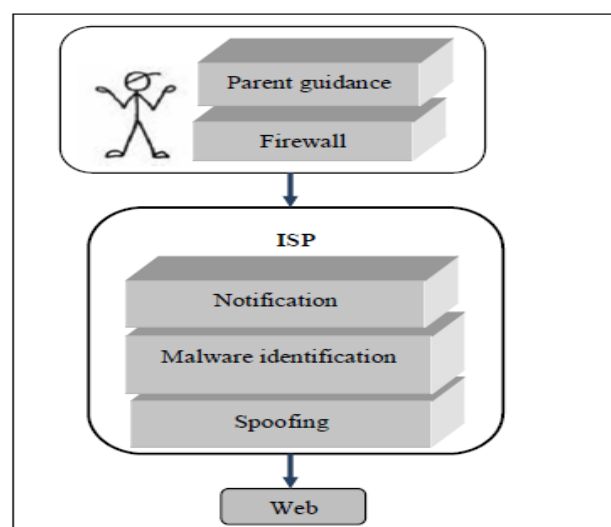 Parent guidance
Firewall
ISP
Notification
Malware identification
Spoofing
Web